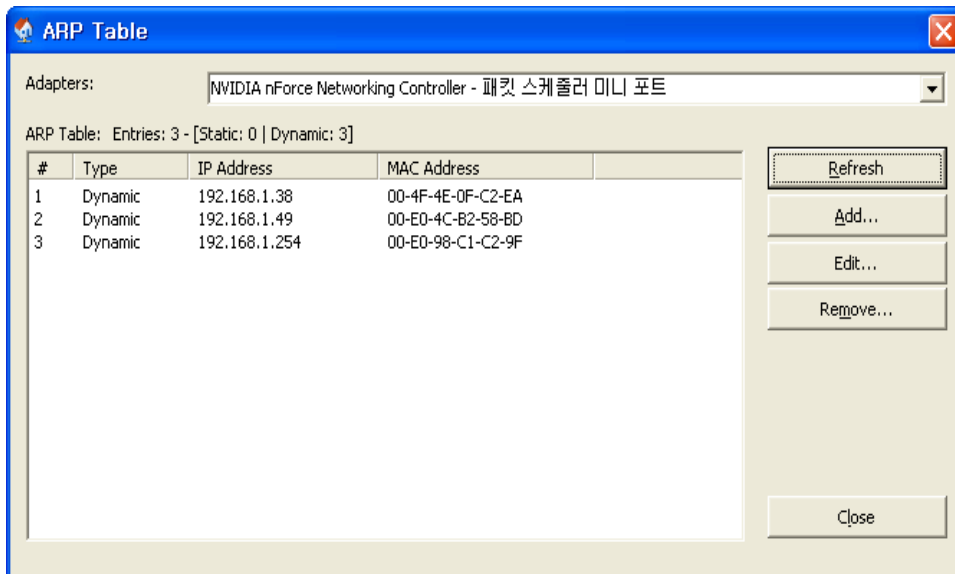 ARP Table
Adapters: NVIDIA nForce Networking Controller - 패킷 스케줄러 미니 포트
ARP Table: Entries: 3 - [Static: 0 | Dynamic: 3]
# Type IP Address MAC Address
1 Dynamic 192.168.1.38 00-4F-4E-0F-C2-EA
2 Dynamic 192.168.1.49 00-E0-4C-B2-58-BD
3 Dynamic 192.168.1.254 00-E0-98-C1-C2-9F
Refresh
Add...
Edit...
Remove...
Close